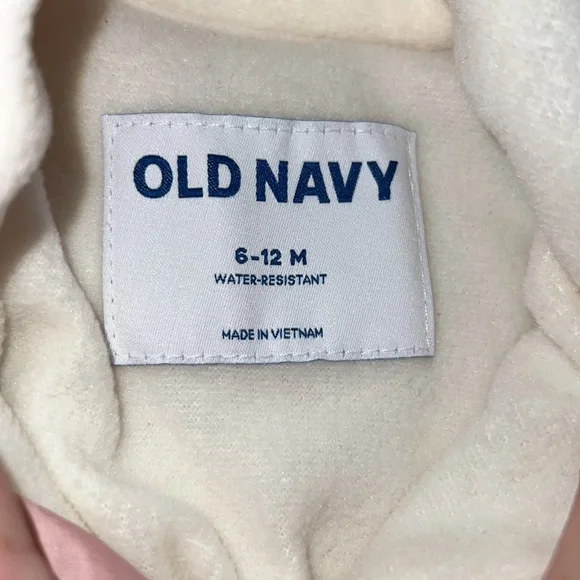 OLD NAVY
6-12 M
WATER-RESISTANT
MADE IN VIETNAM